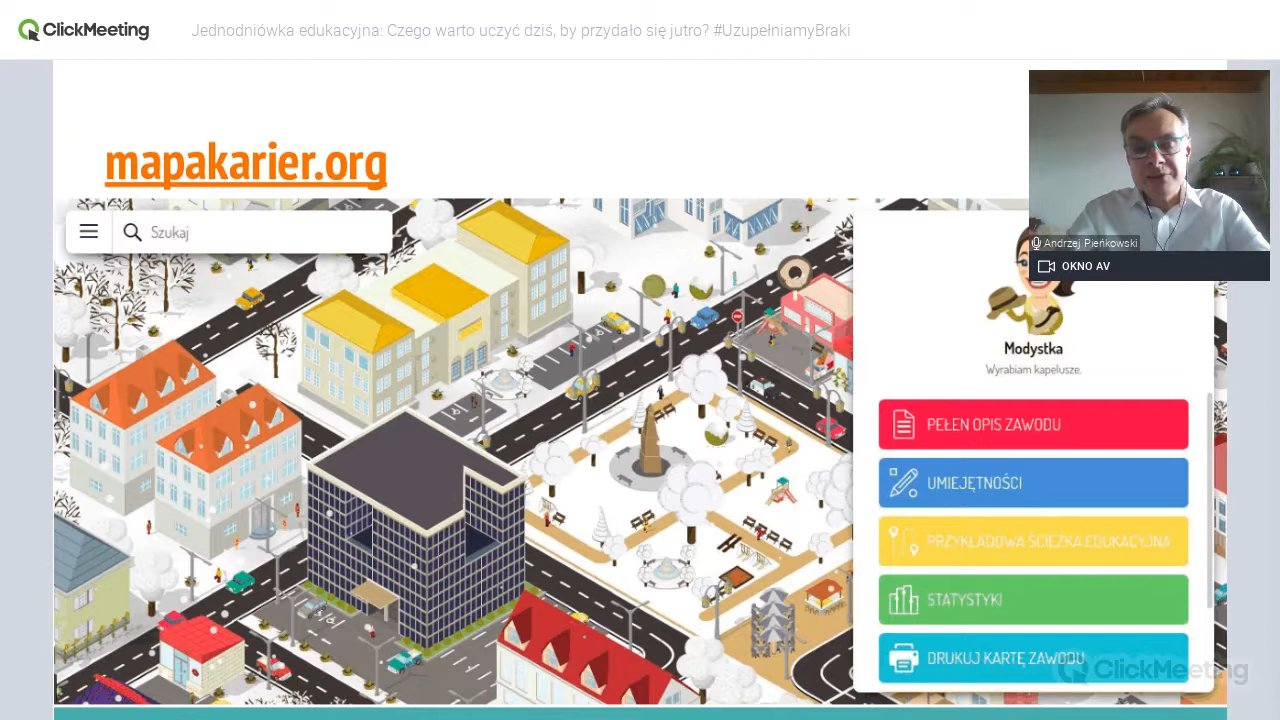 ClickMeeting
Jednodniówka edukacyjna: Czego warto uczyć dziś, by przydało się jutro? #UzupełniamyBraki
mapakarier.org
Szukaj
Andrzej Pieńkowski
OKNO AV
Modystka
Wyrabiam kapelusze.
PEŁEN OPIS ZAWODU
UMIEJĘTNOŚCI
PRZYKŁADOWA ŚCIEŻKA EDUKACYJNA
STATYSTYKI
DRUKUJ KARTĘ ZAWODU
ClickMeeting